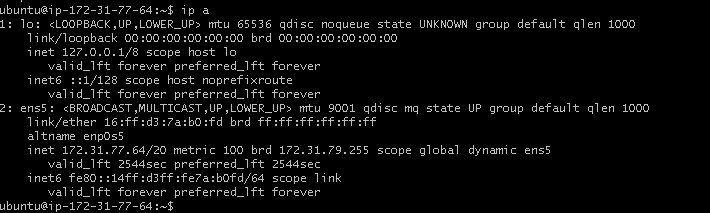 ubuntu@ip-172-31-77-64:~$ ip a
1: lo: <LOOPBACK,UP,LOWER_UP> mtu 65536 qdisc noqueue state UNKNOWN group default qlen 1000
    link/loopback 00:00:00:00:00:00 brd 00:00:00:00:00:00
    inet 127.0.0.1/8 scope host lo
       valid_lft forever preferred_lft forever
    inet6 ::1/128 scope host noprefixroute
       valid_lft forever preferred_lft forever
2: ens5: <BROADCAST,MULTICAST,UP,LOWER_UP> mtu 9001 qdisc mq state UP group default qlen 1000
    link/ether 16:ff:d3:7a:b0:fd brd ff:ff:ff:ff:ff:ff
    altname enp0s5
    inet 172.31.77.64/20 metric 100 brd 172.31.79.255 scope global dynamic ens5
       valid_lft 2544sec preferred_lft 2544sec
    inet6 fe80::14ff:d3ff:fe7a:b0fd/64 scope link
       valid_lft forever preferred_lft forever
ubuntu@ip-172-31-77-64:~$